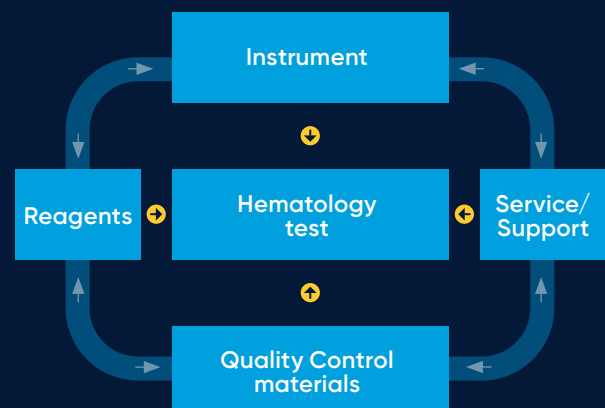 Instrument
Reagents
Hematology
test
Service/
Support
Quality Control
materials